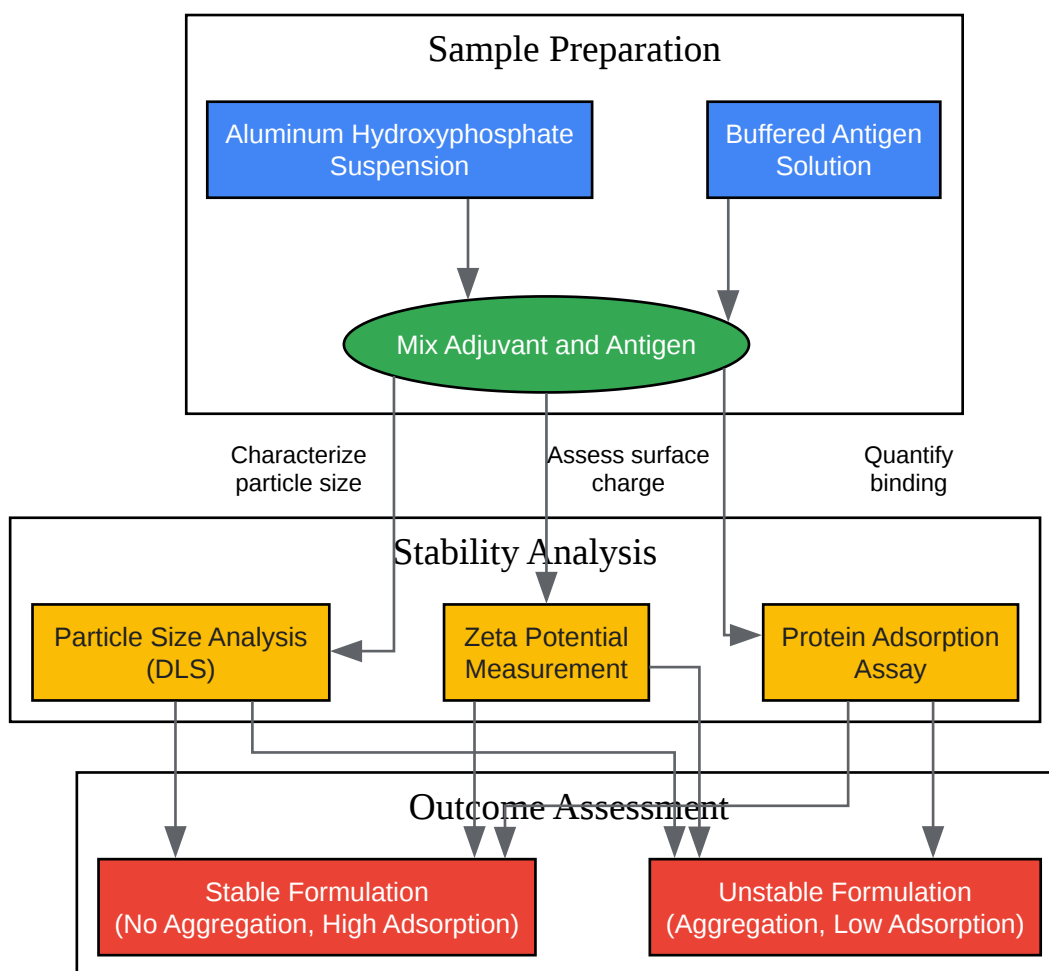 Sample Preparation
Aluminum Hydroxyphosphate
Suspension
Buffered Antigen
Solution
Mix Adjuvant and Antigen
Characterize
particle size
Assess surface
charge
Quantify
binding
Stability Analysis
Particle Size Analysis
(DLS)
Zeta Potential
Measurement
Protein Adsorption
Assay
Outcome Assessment
Stable Formulation
(No Aggregation, High Adsorption)
Unstable Formulation
(Aggregation, Low Adsorption)